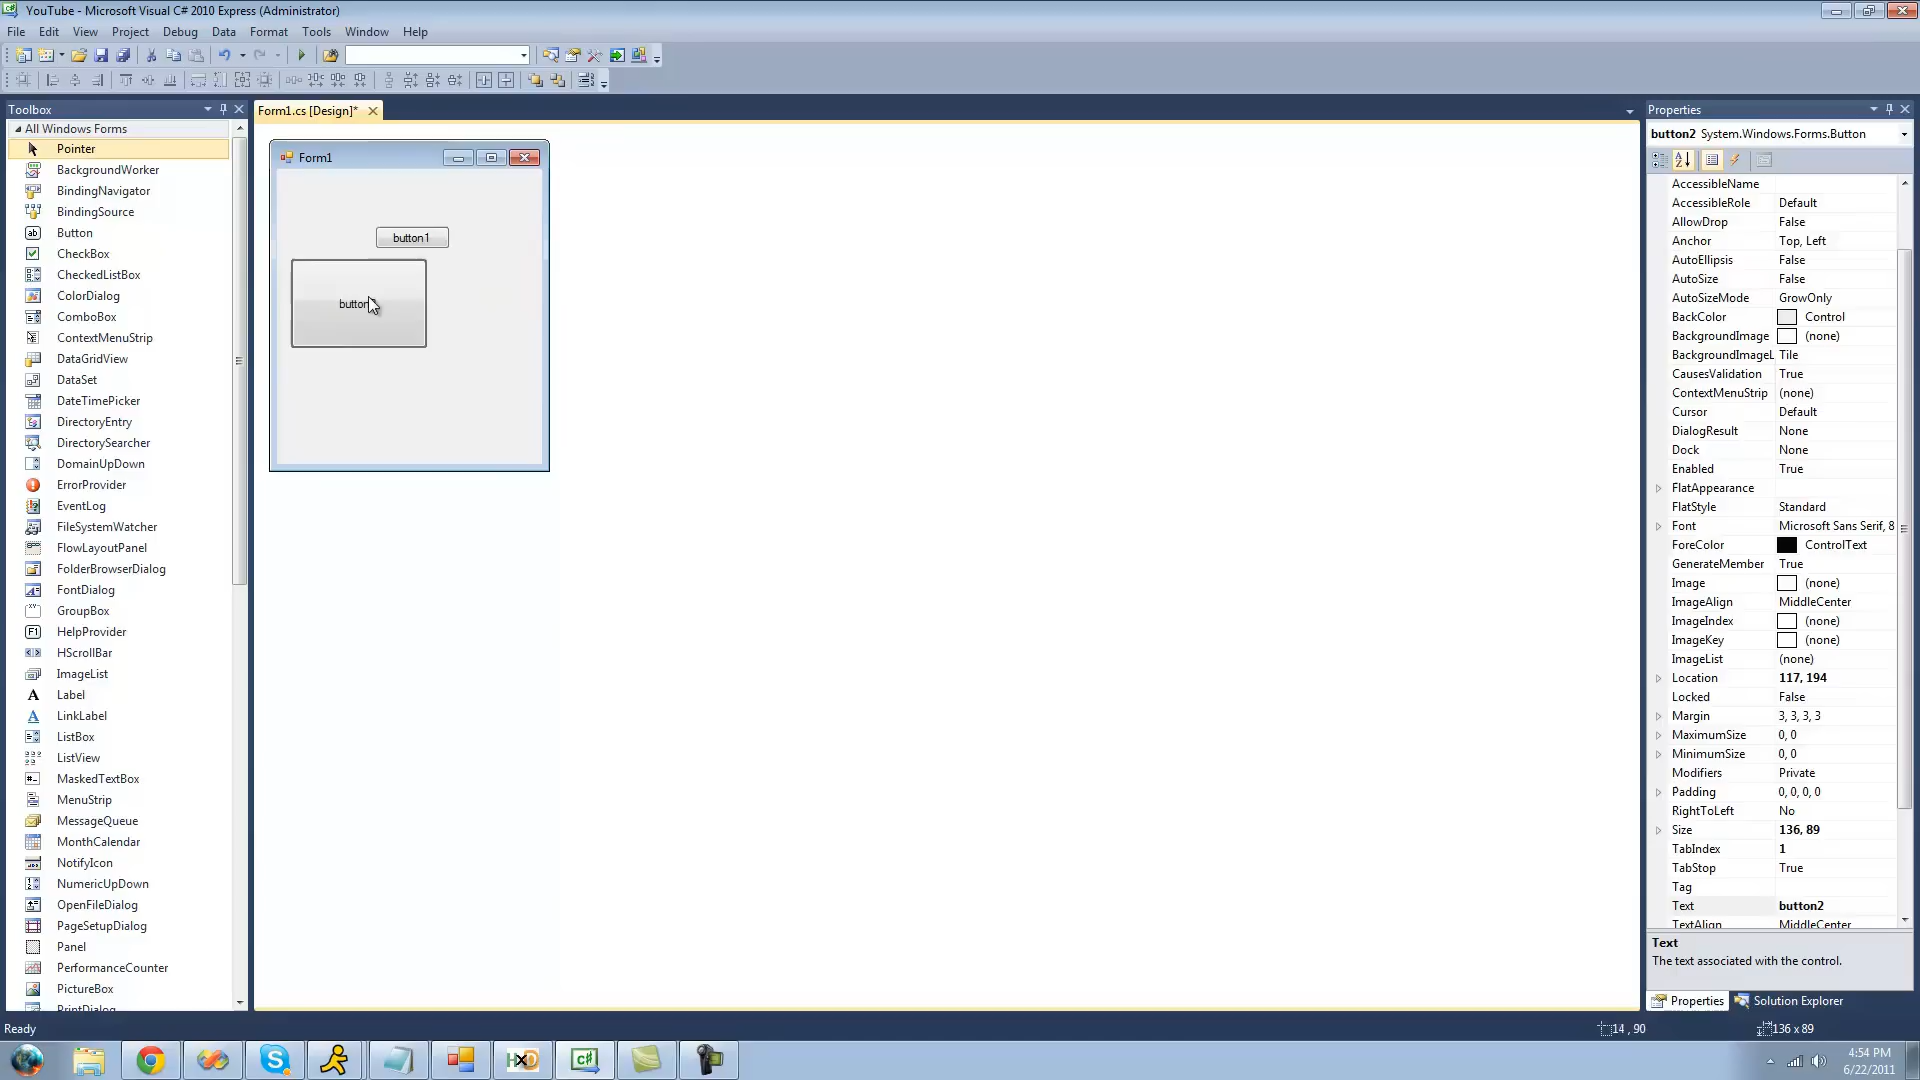 YouTube - Microsoft Visual C# 2010 Express (Administrator)
File Edit View Project Debug Data Format Tools Window Help
Toolbox
All Windows Forms
Pointer
BackgroundWorker
BindingNavigator
BindingSource
Button
CheckBox
CheckedListBox
ColorDialog
ComboBox
ContextMenuStrip
DataGridView
DataSet
DateTimePicker
DirectoryEntry
DirectorySearcher
DomainUpDown
ErrorProvider
EventLog
FileSystemWatcher
FlowLayoutPanel
FolderBrowserDialog
FontDialog
GroupBox
HelpProvider
HScrollBar
ImageList
Label
LinkLabel
ListBox
ListView
MaskedTextBox
MenuStrip
MessageQueue
MonthCalendar
NotifyIcon
NumericUpDown
OpenFileDialog
PageSetupDialog
Panel
PerformanceCounter
PictureBox
PrintDialog
Form1.cs [Design]*
Form1
button1
button
Properties
button2 System.Windows.Forms.Button
AccessibleName
AccessibleRole Default
AllowDrop False
Anchor Top, Left
AutoEllipsis False
AutoSize False
AutoSizeMode GrowOnly
BackColor Control
BackgroundImage (none)
BackgroundImageL Tile
CausesValidation True
ContextMenuStrip (none)
Cursor Default
DialogResult None
Dock None
Enabled True
FlatAppearance
FlatStyle Standard
Font Microsoft Sans Serif, 8
ForeColor ControlText
GenerateMember True
Image (none)
ImageAlign MiddleCenter
ImageIndex (none)
ImageKey (none)
ImageList (none)
Location 117, 194
Locked False
Margin 3, 3, 3, 3
MaximumSize 0, 0
MinimumSize 0, 0
Modifiers Private
Padding 0, 0, 0, 0
RightToLeft No
Size 136, 89
TabIndex 1
TabStop True
Tag
Text button2
TextAlign MiddleCenter
Text
The text associated with the control.
Properties Solution Explorer
Ready 14 , 90 136 x 89
4:54 PM
6/22/2011